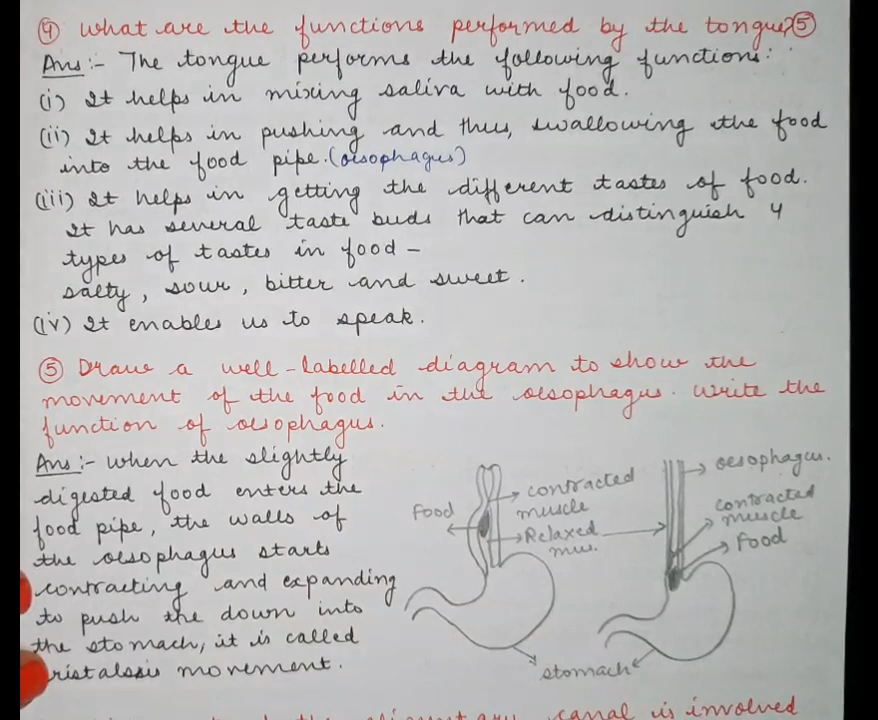 ④ What are the functions performed by the tongue? ⑤
Ans:- The tongue performs the following functions:
(i) It helps in mixing saliva with food.
(ii) It helps in pushing and thus, swallowing the food
into the food pipe. (oesophagus)
(iii) It helps in getting the different tastes of food.
It has several taste buds that can distinguish 4
types of tastes in food –
salty, sour, bitter and sweet.
(iv) It enables us to speak.
⑤ Draw a well-labelled diagram to show the
movement of the food in the oesophagus. Write the
function of oesophagus.
Ans:- When the slightly
digested food enters the
food pipe, the walls of
the oesophagus starts
contracting and expanding
to push the down into
the stomach, it is called
ristalsis movement.
Food
contracted
muscle
Relaxed
mus.
oesophagus.
contracted
muscle
Food
stomach
canal is involved